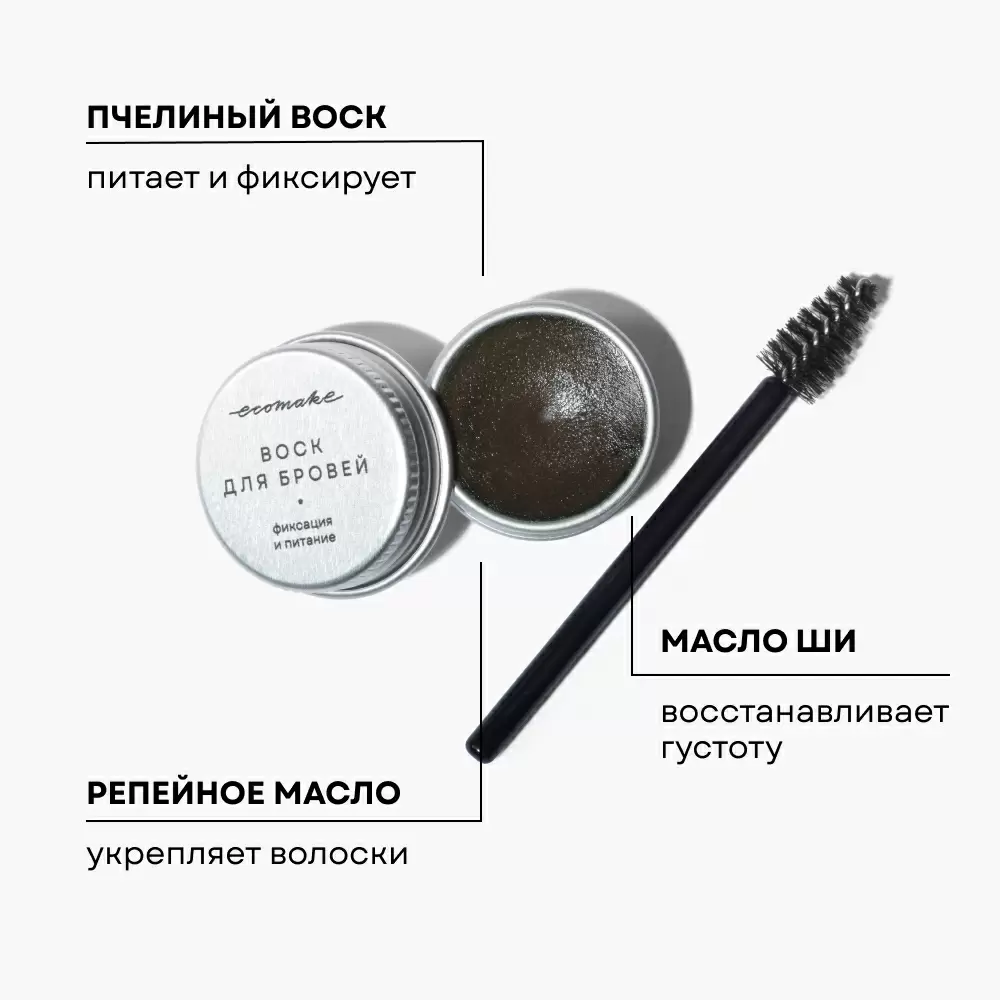 ПЧЕЛИНЫЙ ВОСК
питает и фиксирует
ecomake
ВОСК
ДЛЯ БРОВЕЙ
фиксация
и питание
МАСЛО ШИ
восстанавливает
густоту
РЕПЕЙНОЕ МАСЛО
укрепляет волоски